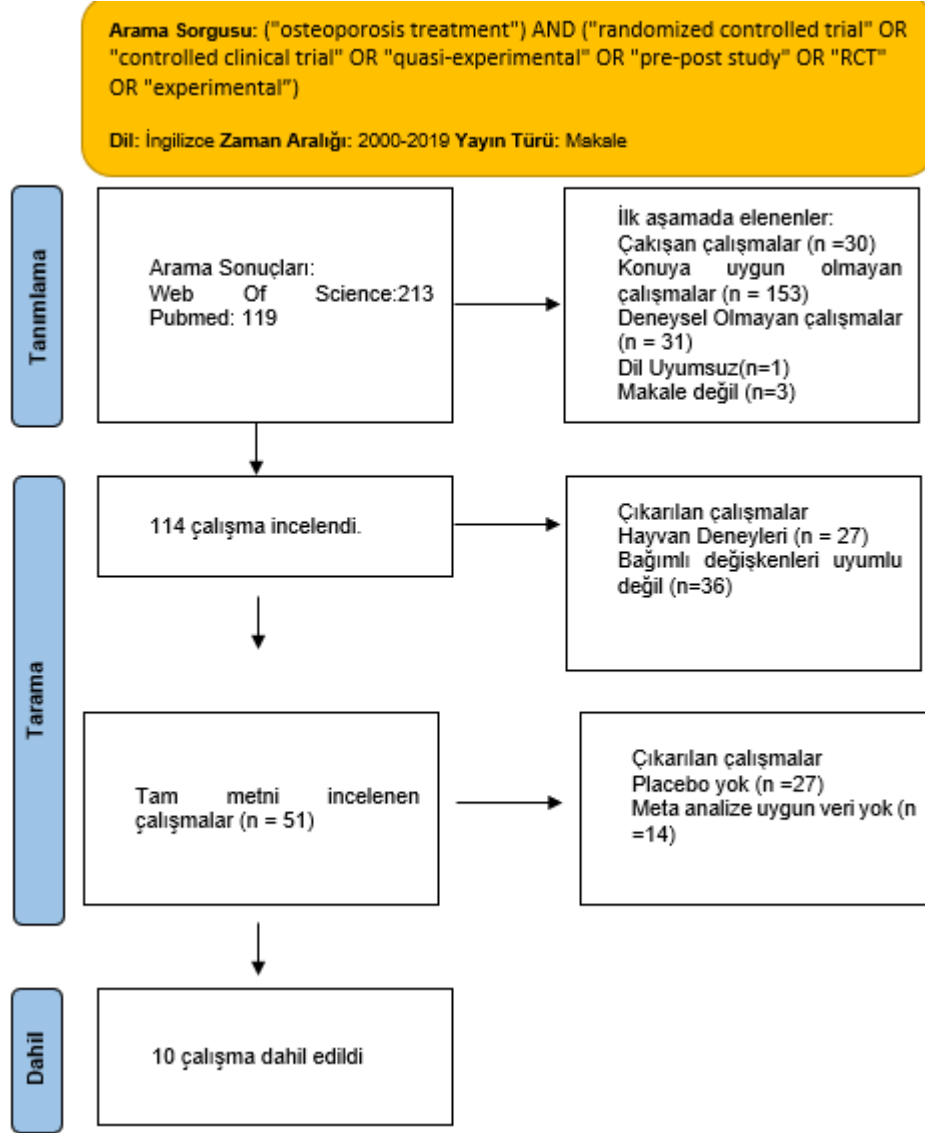 Arama Sorgusu: ("osteoporosis treatment") AND ("randomized controlled trial" OR
"controlled clinical trial" OR "quasi-experimental" OR "pre-post study" OR "RCT"
OR "experimental")
Dil: İngilizce Zaman Aralığı: 2000-2019 Yayın Türü: Makale
Tanımlama
Arama Sonuçları:
Web Of Science:213
Pubmed: 119
İlk aşamada elenenler:
Çakışan çalışmalar (n =30)
Konuya uygun olmayan
çalışmalar (n = 153)
Deneysel Olmayan çalışmalar
(n = 31)
Dil Uyumsuz(n=1)
Makale değil (n=3)
Tarama
114 çalışma incelendi.
Çıkarılan çalışmalar
Hayvan Deneyleri (n = 27)
Bağımlı değişkenleri uyumlu
değil (n=36)
Tam metni incelenen
çalışmalar (n = 51)
Çıkarılan çalışmalar
Placebo yok (n =27)
Meta analize uygun veri yok (n
=14)
Dahil
10 çalışma dahil edildi